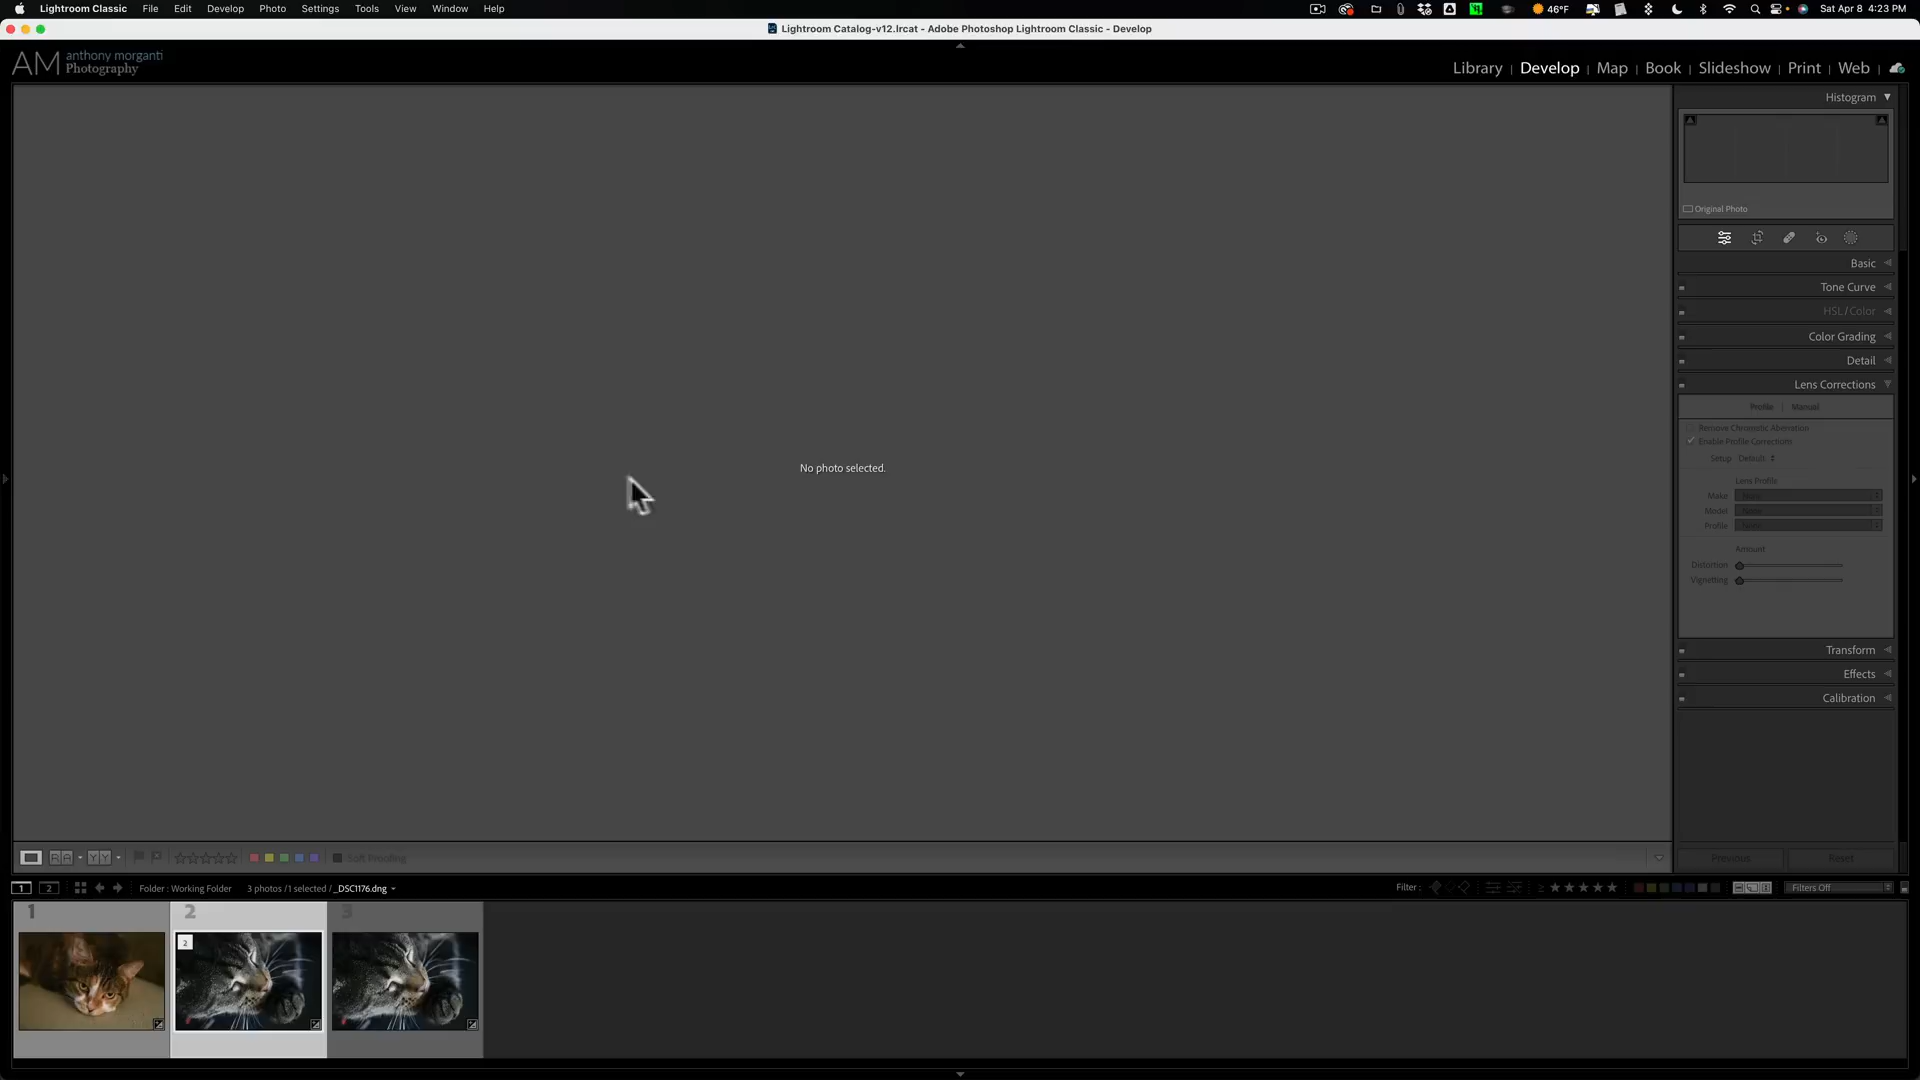 Lightroom Classic File Edit Develop Photo Settings Tools View Window Help 46°F Sat Apr 8 4:23 PM
Lightroom Catalog-v12.lrcat - Adobe Photoshop Lightroom Classic - Develop
AM anthony morganti
Photography
Library | Develop | Map | Book | Slideshow | Print | Web
Histogram
Original Photo
Basic
Tone Curve
HSL / Color
Color Grading
Detail
Lens Corrections
Profile | Manual
Remove Chromatic Aberration
Enable Profile Corrections
Setup Default
No photo selected.
Lens Profile
Make None
Model None
Profile None
Amount
Distortion
Vignetting
Transform
Effects
Calibration
R A Y Y Soft Proofing
Previous Reset
1 2 Folder : Working Folder 3 photos / 1 selected / _DSC1176.dng Filter : Filters Off
1 2 3
2